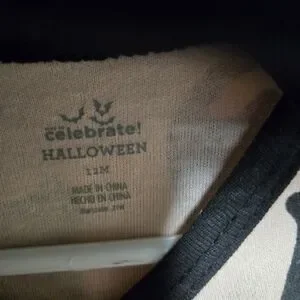 celebrate!
HALLOWEEN
12M
MADE IN CHINA
HECHO EN CHINA